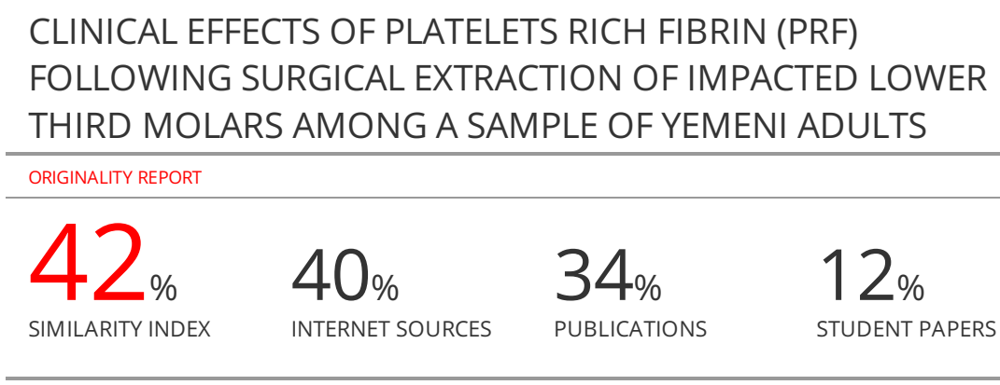 CLINICAL EFFECTS OF PLATELETS RICH FIBRIN (PRF)
FOLLOWING SURGICAL EXTRACTION OF IMPACTED LOWER
THIRD MOLARS AMONG A SAMPLE OF YEMENI ADULTS
ORIGINALITY REPORT
42% 40% 34% 12%
SIMILARITY INDEX INTERNET SOURCES PUBLICATIONS STUDENT PAPERS